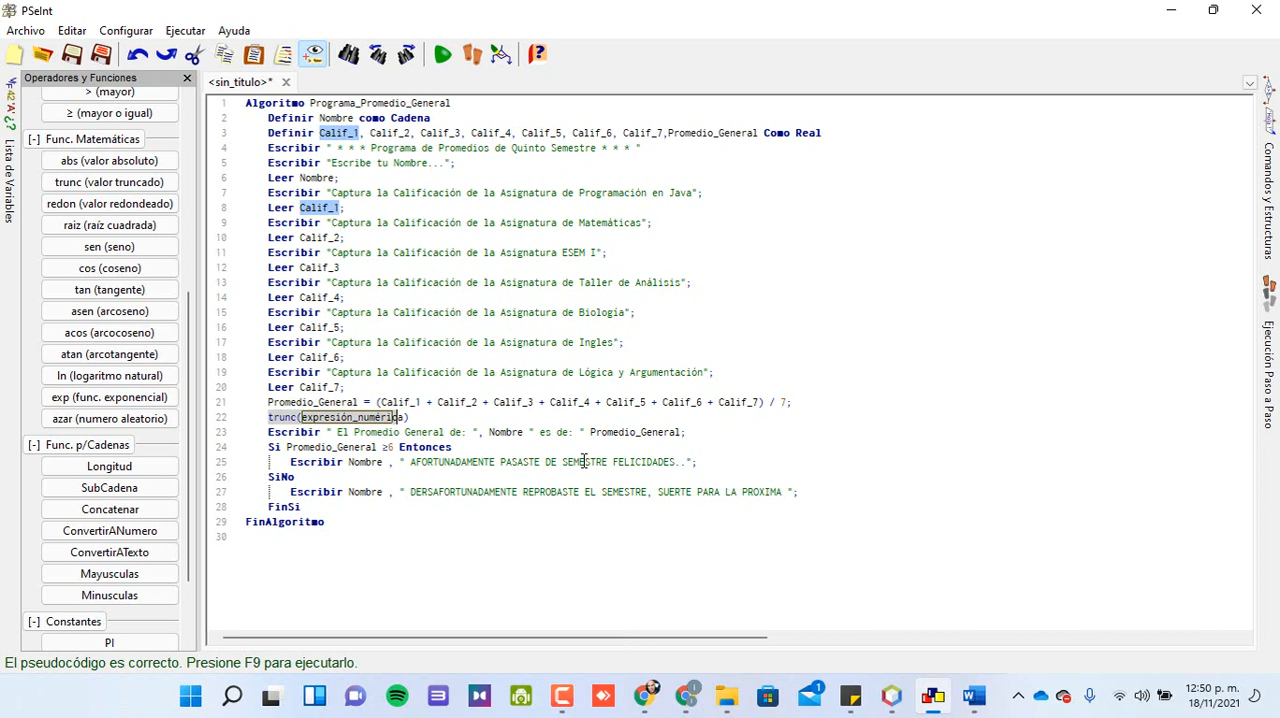 PSeInt
Archivo Editar Configurar Ejecutar Ayuda
Operadores y Funciones
<sin_titulo>*
> (mayor)
≥ (mayor o igual)
[-] Func. Matemáticas
abs (valor absoluto)
trunc (valor truncado)
redon (valor redondeado)
raiz (raíz cuadrada)
sen (seno)
cos (coseno)
tan (tangente)
asen (arcoseno)
acos (arcocoseno)
atan (arcotangente)
ln (logaritmo natural)
exp (func. exponencial)
azar (numero aleatorio)
[-] Func. p/Cadenas
Longitud
SubCadena
Concatenar
ConvertirANumero
ConvertirATexto
Mayusculas
Minusculas
[-] Constantes
PI
Lista de Variables
1 Algoritmo Programa_Promedio_General
2 Definir Nombre como Cadena
3 Definir Calif_1, Calif_2, Calif_3, Calif_4, Calif_5, Calif_6, Calif_7,Promedio_General Como Real
4 Escribir " * * * Programa de Promedios de Quinto Semestre * * * "
5 Escribir "Escribe tu Nombre...";
6 Leer Nombre;
7 Escribir "Captura la Calificación de la Asignatura de Programación en Java";
8 Leer Calif_1;
9 Escribir "Captura la Calificación de la Asignatura de Matemáticas";
10 Leer Calif_2;
11 Escribir "Captura la Calificación de la Asignatura ESEM I";
12 Leer Calif_3
13 Escribir "Captura la Calificación de la Asignatura de Taller de Análisis";
14 Leer Calif_4;
15 Escribir "Captura la Calificación de la Asignatura de Biología";
16 Leer Calif_5;
17 Escribir "Captura la Calificación de la Asignatura de Ingles";
18 Leer Calif_6;
19 Escribir "Captura la Calificación de la Asignatura de Lógica y Argumentación";
20 Leer Calif_7;
21 Promedio_General = (Calif_1 + Calif_2 + Calif_3 + Calif_4 + Calif_5 + Calif_6 + Calif_7) / 7;
22 trunc(expresión_numérica)
23 Escribir " El Promedio General de: ", Nombre " es de: " Promedio_General;
24 Si Promedio_General ≥6 Entonces
25 Escribir Nombre , " AFORTUNADAMENTE PASASTE DE SEMESTRE FELICIDADES..";
26 SiNo
27 Escribir Nombre , " DERSAFORTUNADAMENTE REPROBASTE EL SEMESTRE, SUERTE PARA LA PROXIMA ";
28 FinSi
29 FinAlgoritmo
30
Comandos y Estructuras
Ejecución Paso a Paso
El pseudocódigo es correcto. Presione F9 para ejecutarlo.
12:50 p. m.
18/11/2021